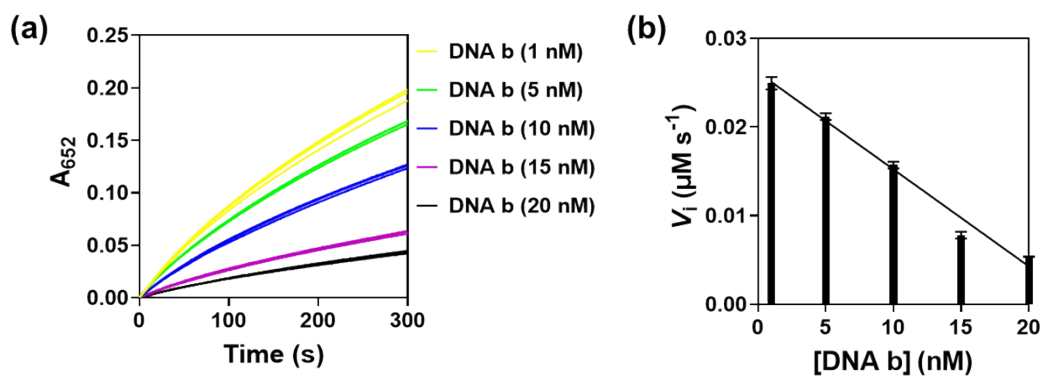 (a)
A652
0.25
0.20
0.15
0.10
0.05
0.00
0
100
200
300
Time (s)
DNA b (1 nM)
DNA b (5 nM)
DNA b (10 nM)
DNA b (15 nM)
DNA b (20 nM)
(b)
Vi (μM s-1)
0.03
0.02
0.01
0.00
0
5
10
15
20
[DNA b] (nM)